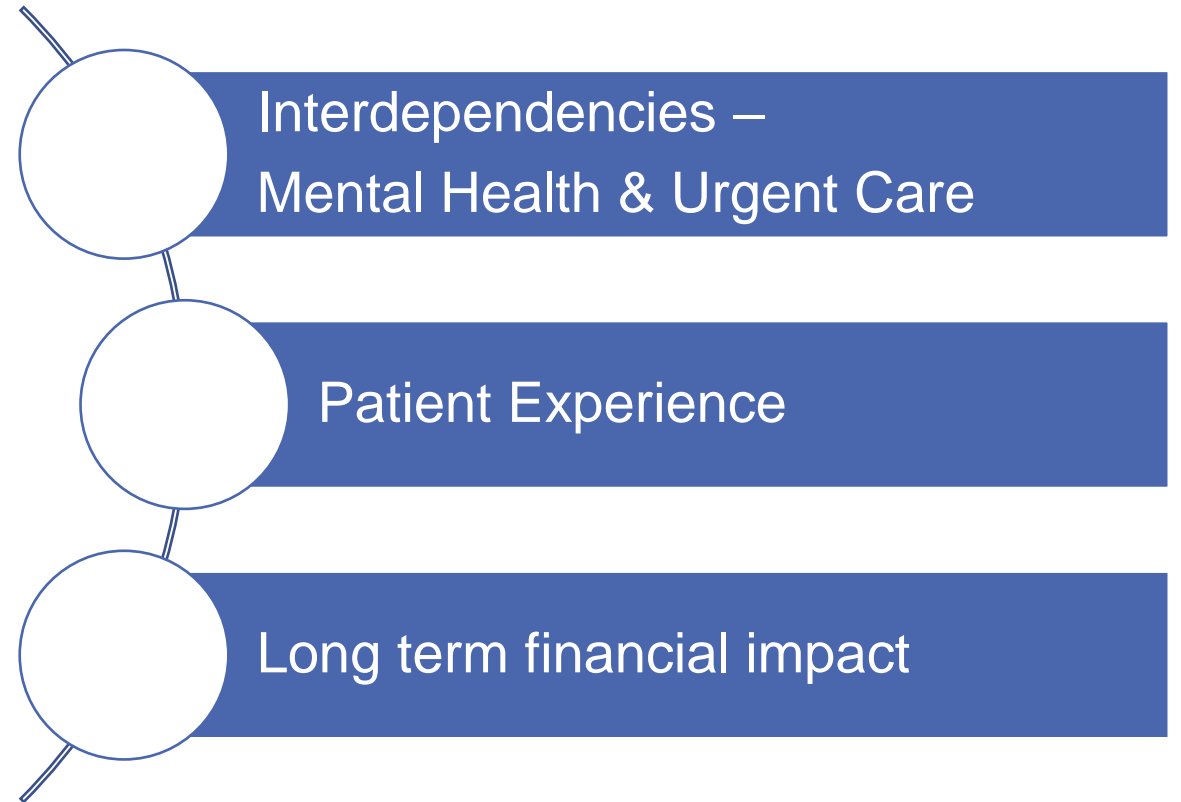 Interdependencies –
Mental Health & Urgent Care
Patient Experience
Long term financial impact